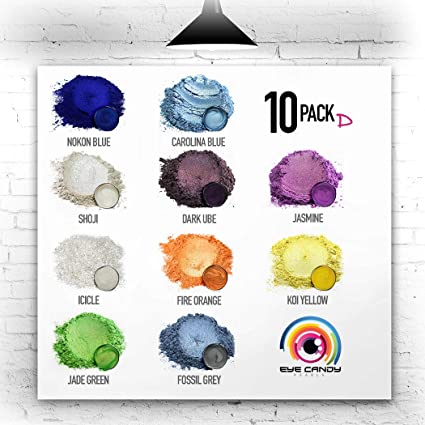 10 PACK D
NOKON BLUE
CAROLINA BLUE
SHOJI
DARK UBE
JASMINE
ICICLE
FIRE ORANGE
KOI YELLOW
JADE GREEN
FOSSIL GREY
EYE CANDY
PEARLS